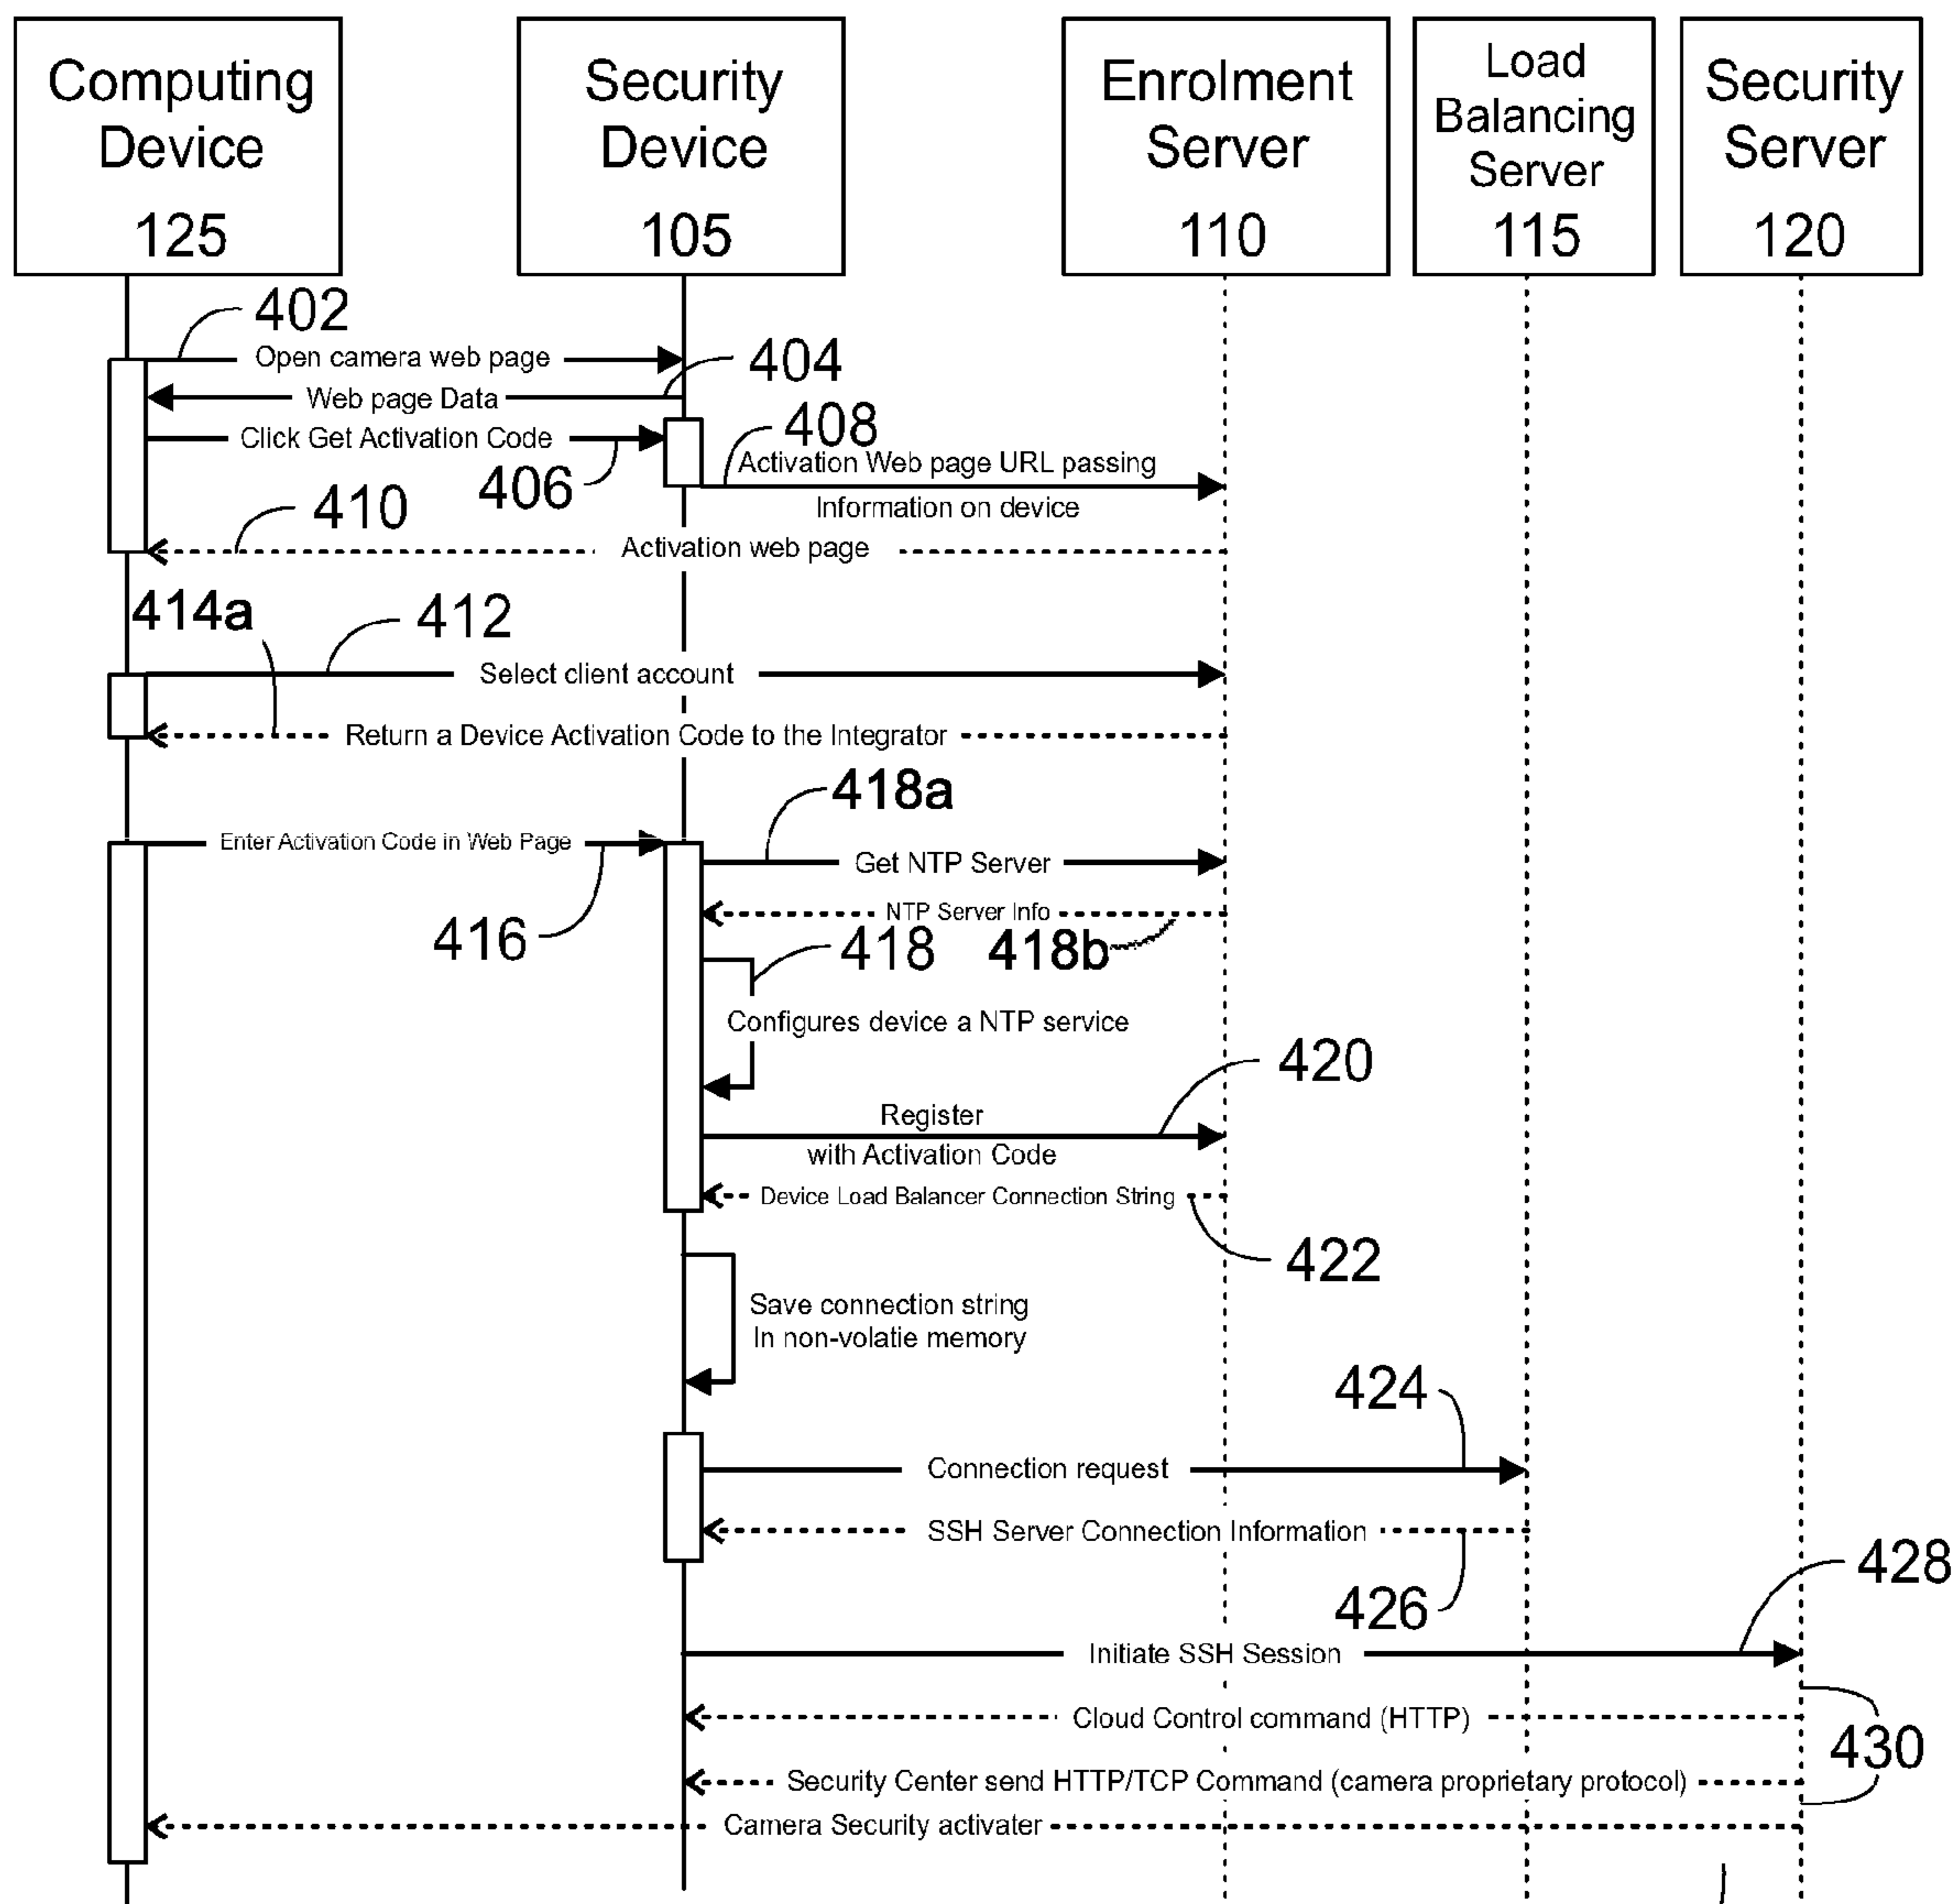 Computing
Device
125
Security
Device
105
Enrolment
Server
110
Load
Balancing
Server
115
Security
Server
120
402
Open camera web page
404
Web page Data
408
Click Get Activation Code
406
Activation Web page URL passing
Information on device
410
Activation web page
414a
412
Select client account
Return a Device Activation Code to the Integrator
418a
Enter Activation Code in Web Page
Get NTP Server
416
NTP Server Info
418
418b
Configures device a NTP service
420
Register
with Activation Code
Device Load Balancer Connection String
422
Save connection string
In non-volatie memory
424
Connection request
SSH Server Connection Information
426
428
Initiate SSH Session
Cloud Control command (HTTP)
430
Security Center send HTTP/TCP Command (camera proprietary protocol)
Camera Security activater